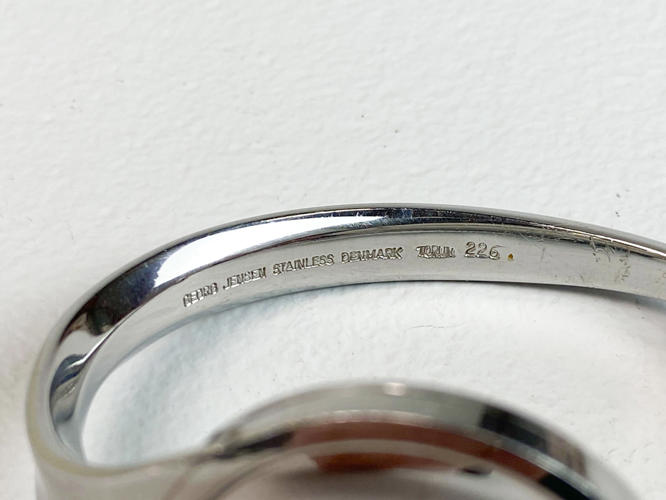 GEORG JENSEN STAINLESS DENMARK TORUN 226